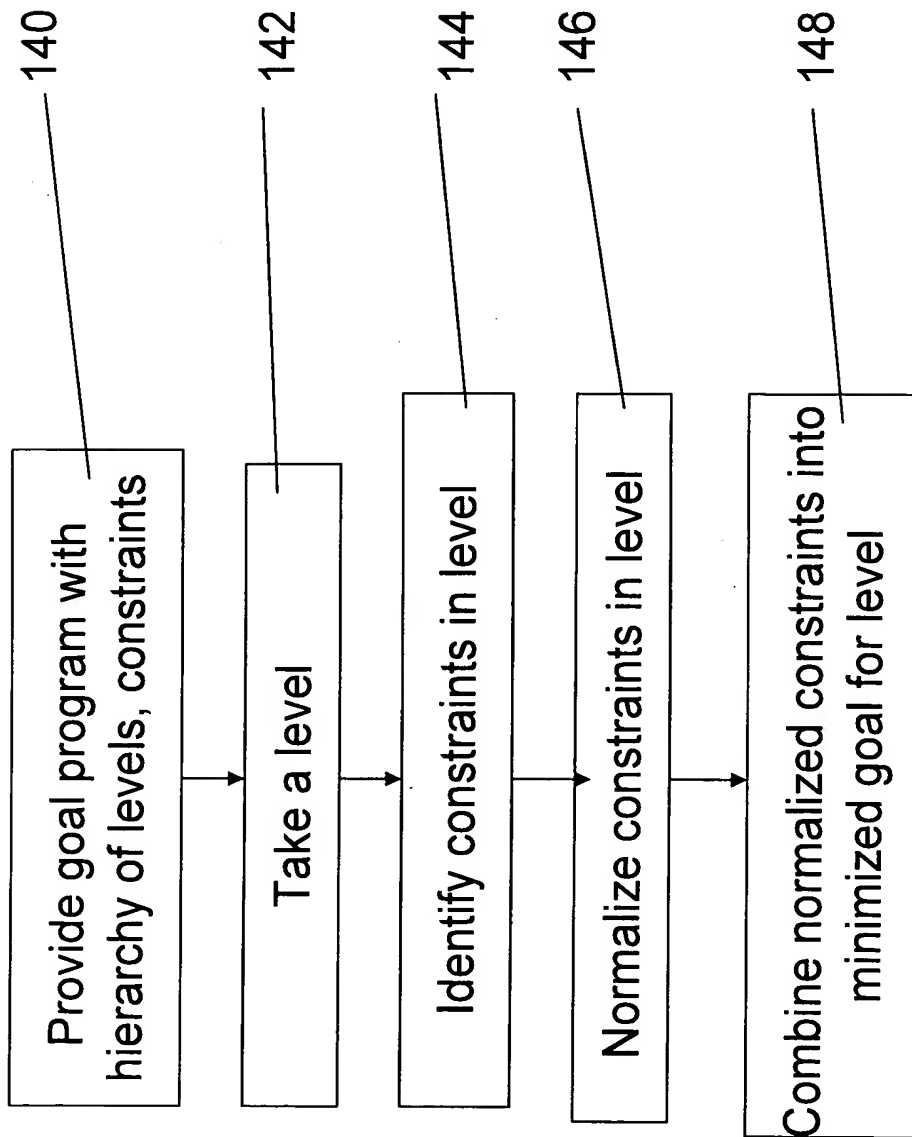 Provide goal program with
hierarchy of levels, constraints
140
Take a level
142
Identify constraints in level
144
Normalize constraints in level
146
Combine normalized constraints into
minimized goal for level
148